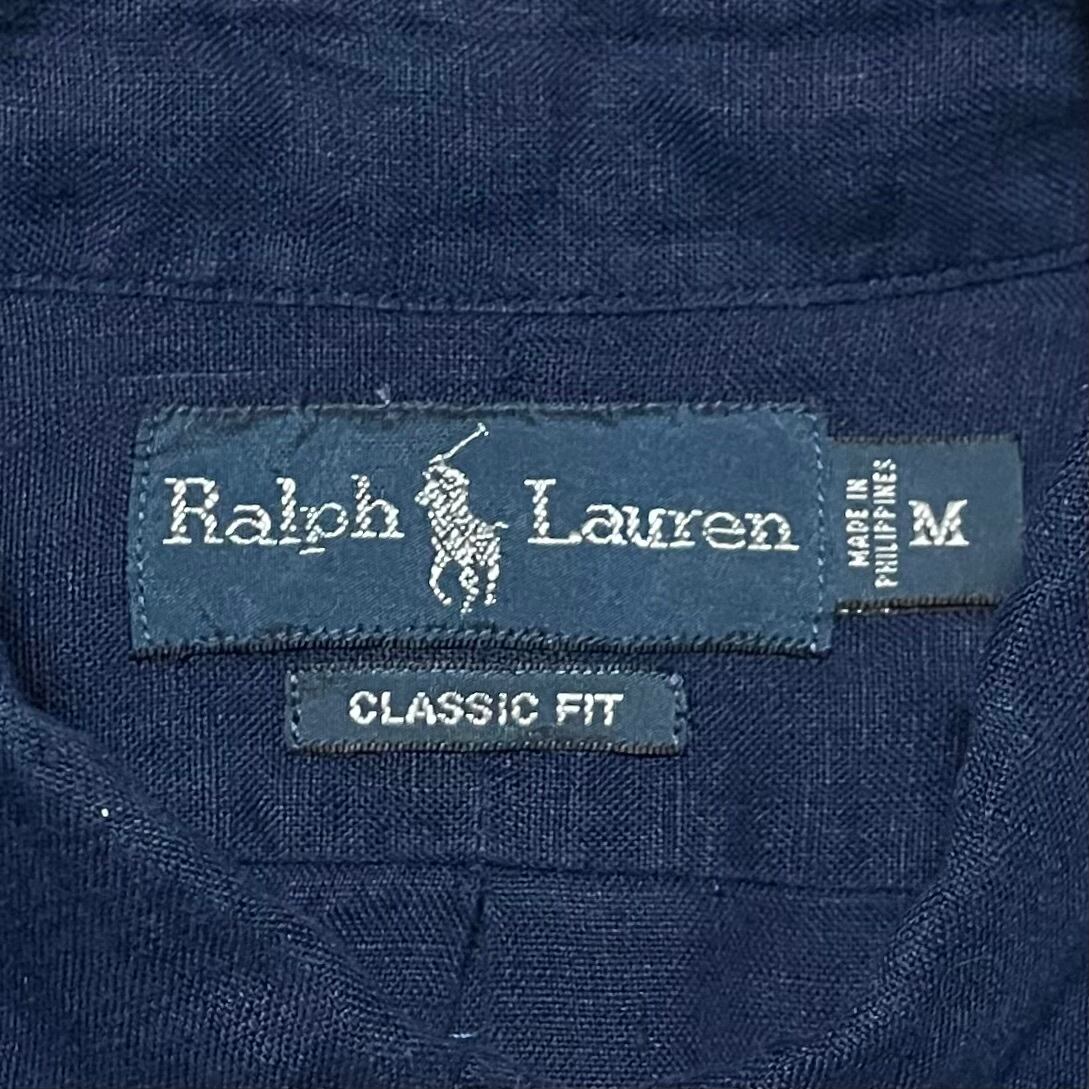 Ralph Lauren
MADE IN
PHILIPPINES
M
CLASSIC FIT